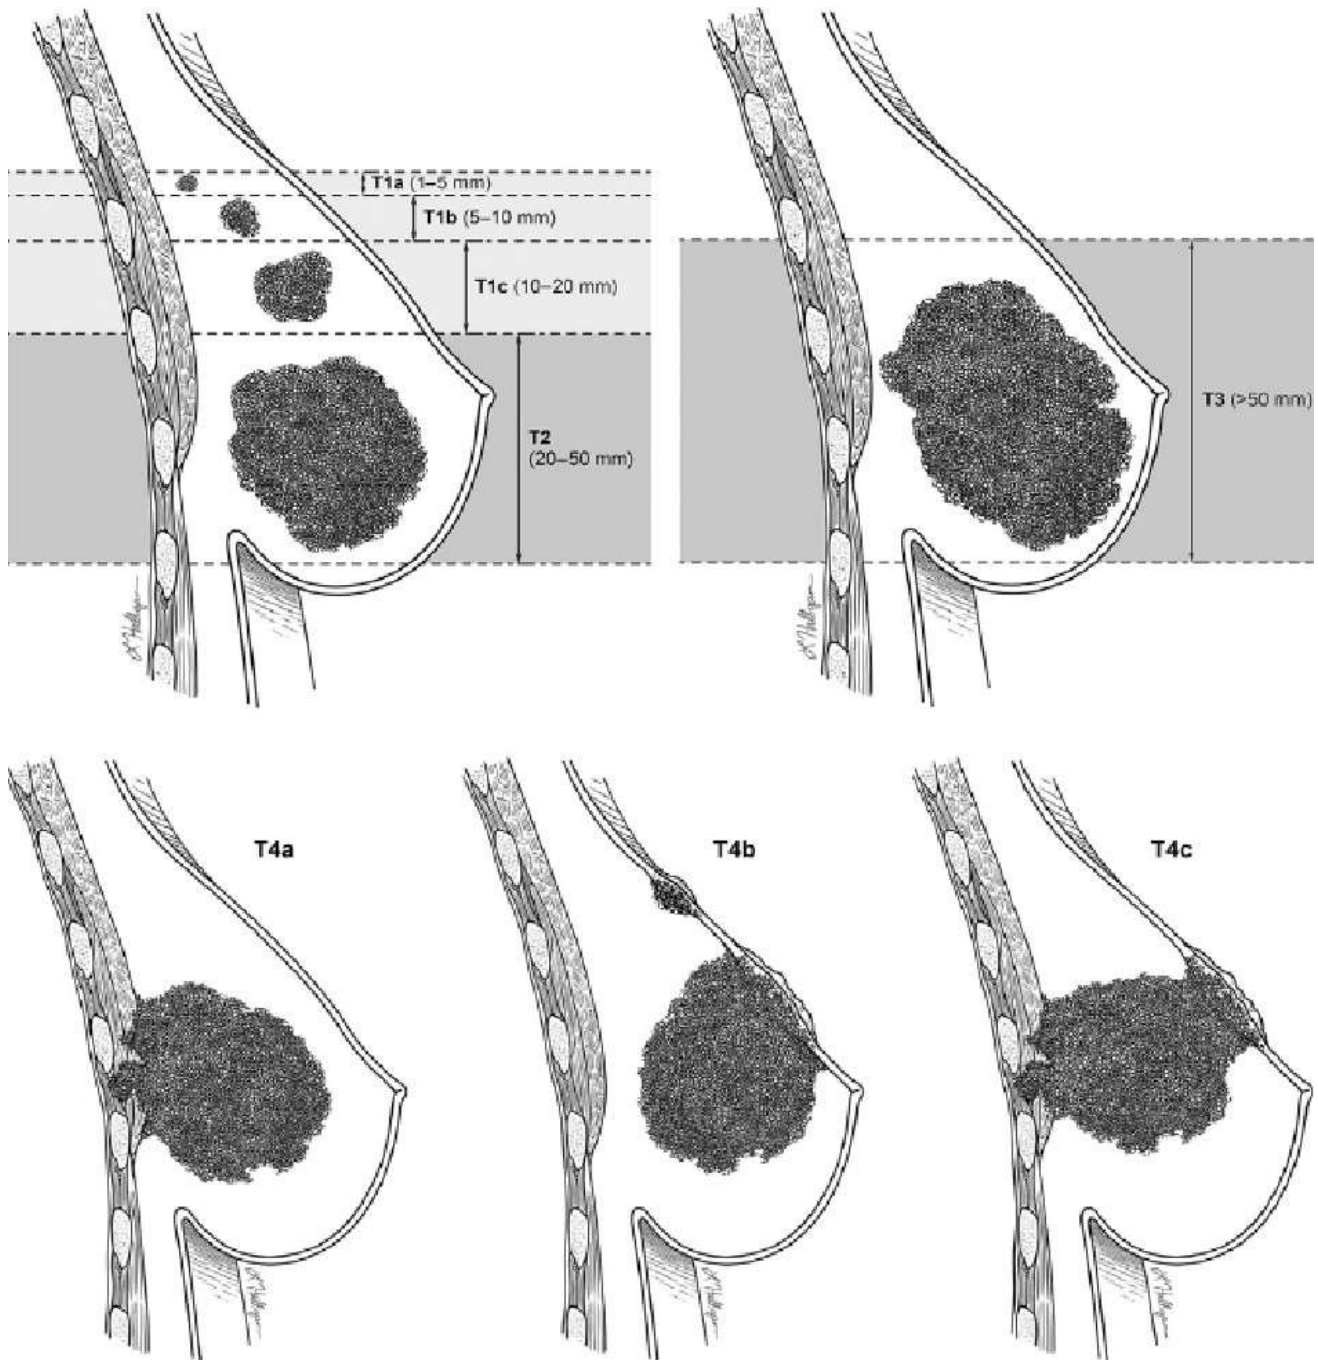 T1a (1–5 mm)
T1b (5–10 mm)
T1c (10–20 mm)
T2
(20–50 mm)
T3 (>50 mm)
T4a
T4b
T4c